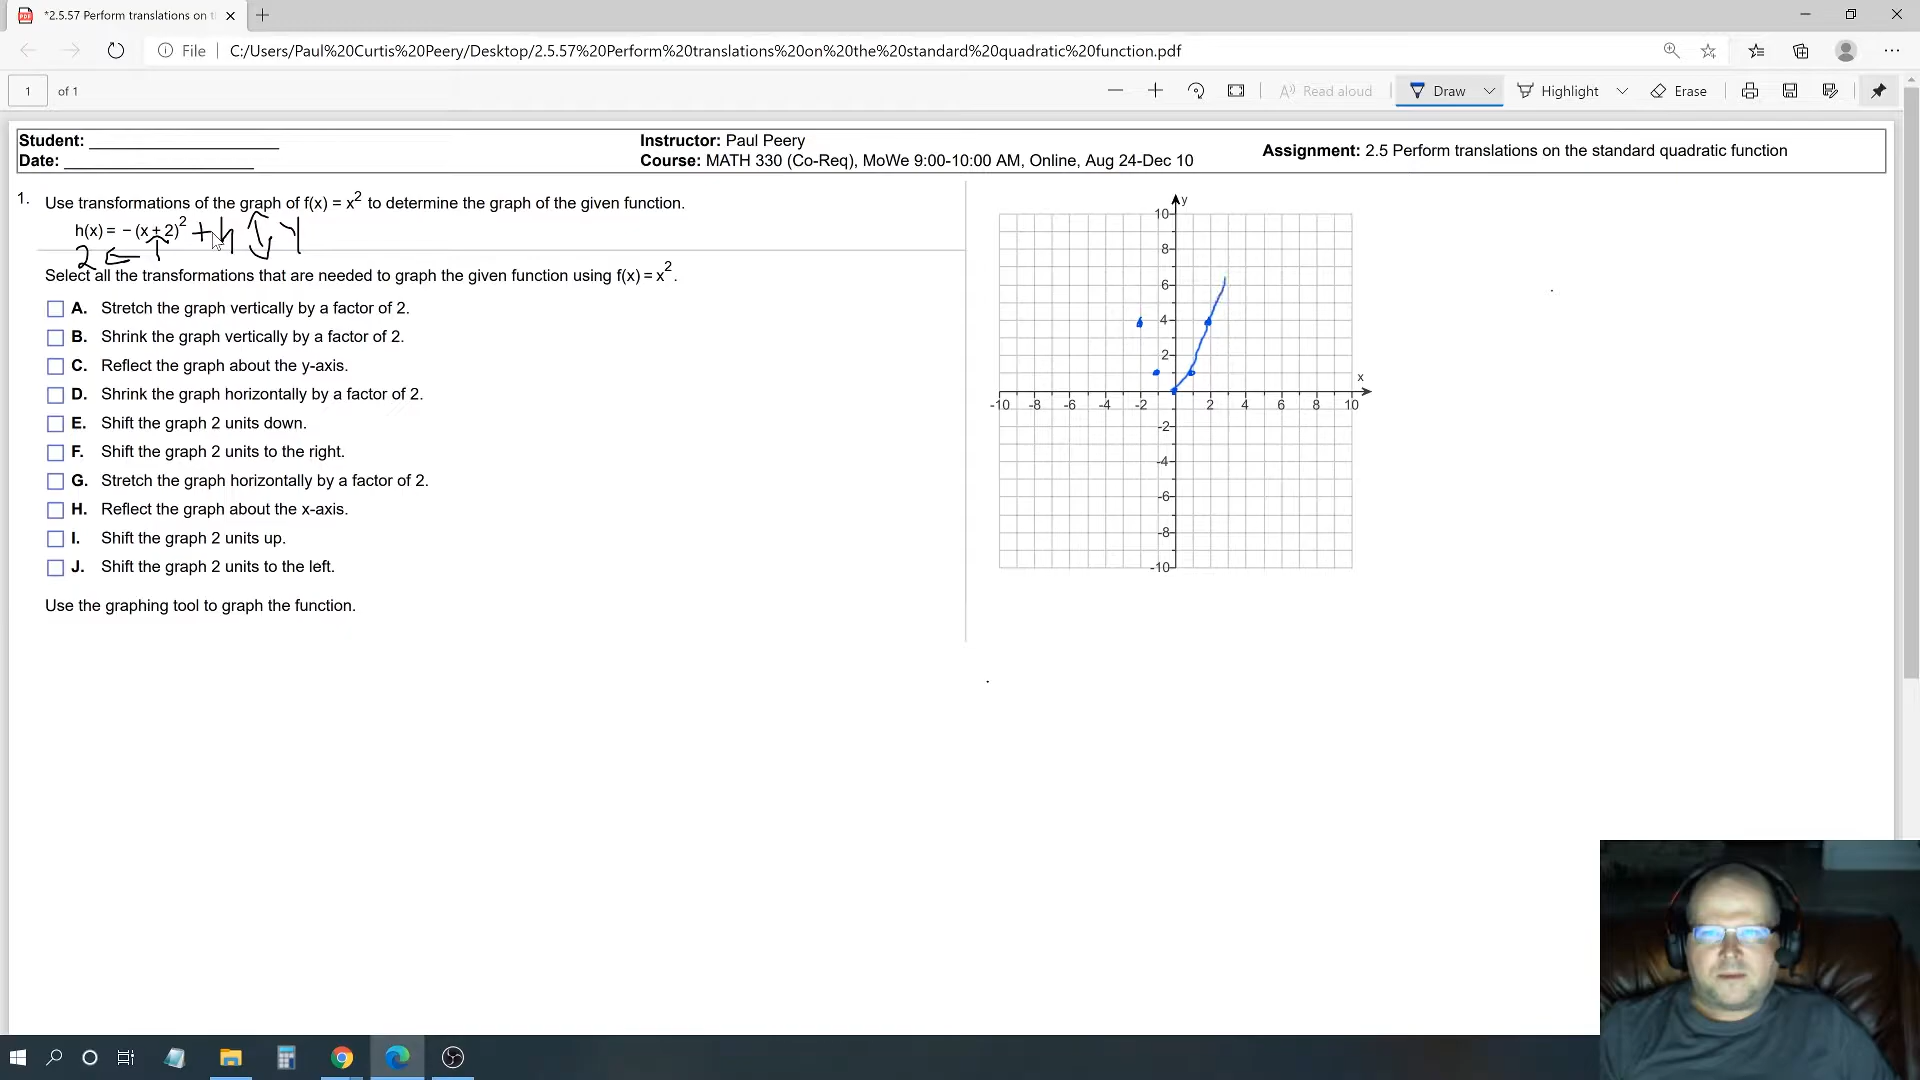 *2.5.57 Perform translations on t
File C:/Users/Paul%20Curtis%20Peery/Desktop/2.5.57%20Perform%20translations%20on%20the%20standard%20quadratic%20function.pdf
1 of 1 Read aloud Draw Highlight Erase
Student: Instructor: Paul Peery
Date: Course: MATH 330 (Co-Req), MoWe 9:00-10:00 AM, Online, Aug 24-Dec 10
Assignment: 2.5 Perform translations on the standard quadratic function
1. Use transformations of the graph of f(x) = x² to determine the graph of the given function.
h(x) = − (x + 2)² + h y
2 ←
Select all the transformations that are needed to graph the given function using f(x) = x².
A. Stretch the graph vertically by a factor of 2.
B. Shrink the graph vertically by a factor of 2.
C. Reflect the graph about the y-axis.
D. Shrink the graph horizontally by a factor of 2.
E. Shift the graph 2 units down.
F. Shift the graph 2 units to the right.
G. Stretch the graph horizontally by a factor of 2.
H. Reflect the graph about the x-axis.
I. Shift the graph 2 units up.
J. Shift the graph 2 units to the left.
Use the graphing tool to graph the function.
y
10
8
6
4
2
x
-10 -8 -6 -4 -2 2 4 6 8 10
-2
-4
-6
-8
-10